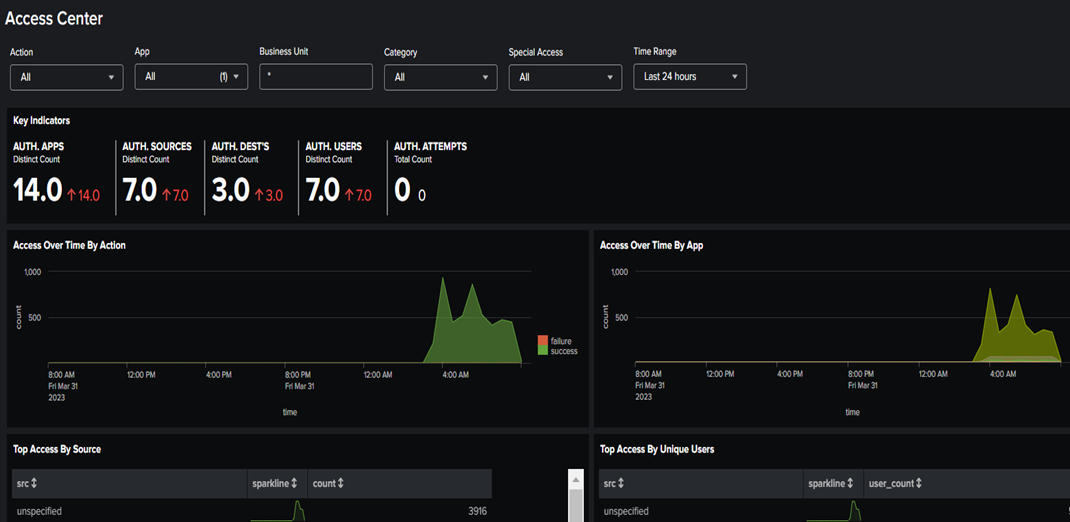 Access Center
Action App Business Unit Category Special Access Time Range
All All (1) * All All Last 24 hours
Key Indicators
AUTH. APPS AUTH. SOURCES AUTH. DEST'S AUTH. USERS AUTH. ATTEMPTS
Distinct Count Distinct Count Distinct Count Distinct Count Total Count
14.0 14.0 7.0 7.0 3.0 3.0 7.0 7.0 0 0
Access Over Time By Action
1,000
500
count
failure
success
8:00 AM 12:00 PM 4:00 PM 8:00 PM 12:00 AM 4:00 AM
Fri Mar 31 Fri Mar 31
2023
time
Access Over Time By App
1,000
500
count
8:00 AM 12:00 PM 4:00 PM 8:00 PM 12:00 AM 4:00 AM
Fri Mar 31 Fri Mar 31
2023
time
Top Access By Source
src sparkline count
unspecified 3916
Top Access By Unique Users
src sparkline user_count
unspecified